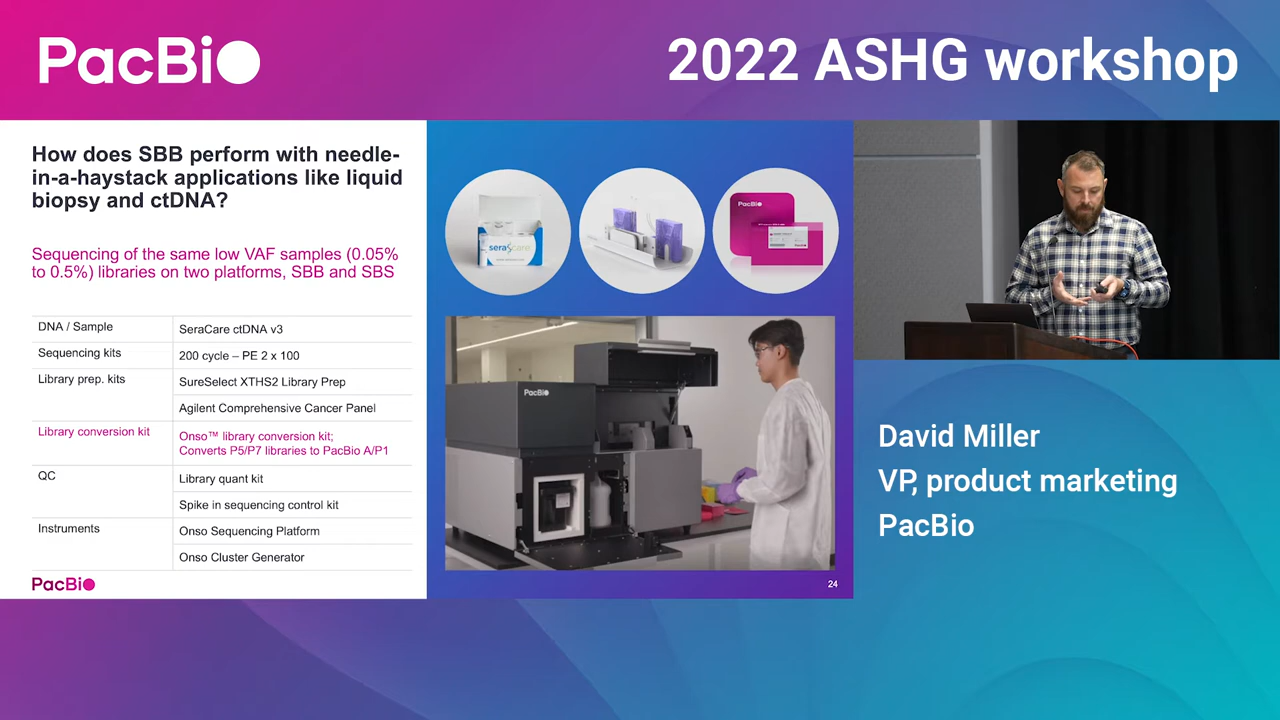 PacBio
2022 ASHG workshop
How does SBB perform with needle-
in-a-haystack applications like liquid
biopsy and ctDNA?
Sequencing of the same low VAF samples (0.05%
to 0.5%) libraries on two platforms, SBB and SBS
DNA / Sample
SeraCare ctDNA v3
Sequencing kits
200 cycle – PE 2 x 100
Library prep. kits
SureSelect XTHS2 Library Prep
Agilent Comprehensive Cancer Panel
Library conversion kit
Onso™ library conversion kit;
Converts P5/P7 libraries to PacBio A/P1
QC
Library quant kit
Spike in sequencing control kit
Instruments
Onso Sequencing Platform
Onso Cluster Generator
PacBio
seraCare
PacBio
PacBio
24
David Miller
VP, product marketing
PacBio